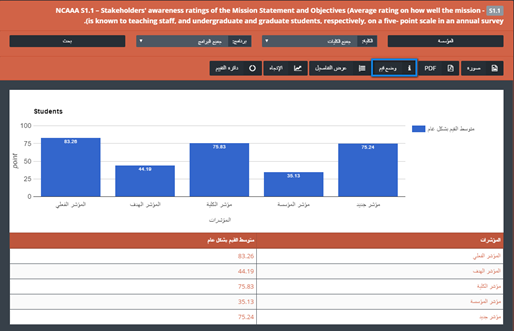 S1.1 - NCAAA S1.1 – Stakeholders' awareness ratings of the Mission Statement and Objectives (Average rating on how well the mission
is known to teaching staff, and undergraduate and graduate students, respectively, on a five- point scale in an annual survey).
المؤسسة الكلية: جميع الكليات برنامج: جميع البرامج بحث
صورة PDF وضع قيم عرض التفاصيل الإتجاه دائرة التقييم
Students
100
75
50
25
0
point
83.26
44.19
75.83
35.13
75.24
متوسط القيم بشكل عام
المؤشر الفعلي المؤشر الهدف مؤشر الكلية مؤشر المؤسسة مؤشر جديد
المؤشرات
المؤشرات متوسط القيم بشكل عام
المؤشر الفعلي 83.26
المؤشر الهدف 44.19
مؤشر الكلية 75.83
مؤشر المؤسسة 35.13
مؤشر جديد 75.24